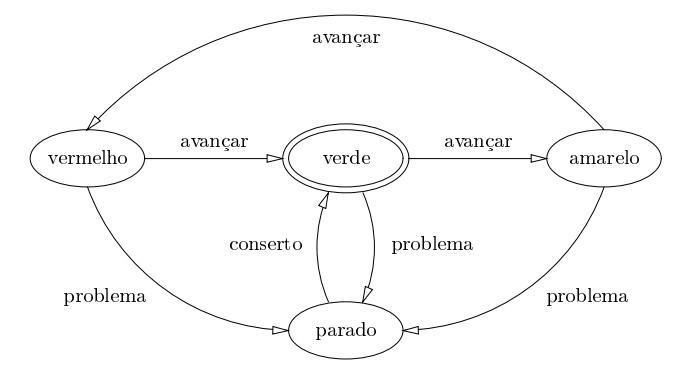 avançar
avançar
avançar
vermelho
verde
amarelo
conserto
problema
problema
problema
parado